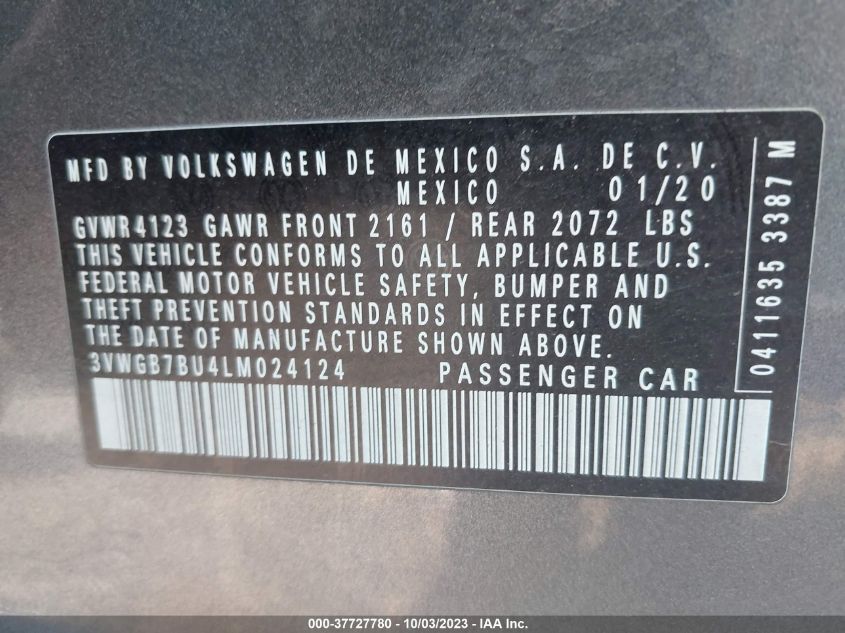 MFD BY VOLKSWAGEN DE MEXICO S.A. DE C.V.
MEXICO 01/20
GVWR 4123 GAWR FRONT 2161 / REAR 2072 LBS
THIS VEHICLE CONFORMS TO ALL APPLICABLE U.S.
FEDERAL MOTOR VEHICLE SAFETY, BUMPER AND
THEFT PREVENTION STANDARDS IN EFFECT ON
THE DATE OF MANUFACTURE SHOWN ABOVE.
3VWGB7BU4LM024124 PASSENGER CAR
0411635 3387 M
000-37727780 - 10/03/2023 - IAA Inc.